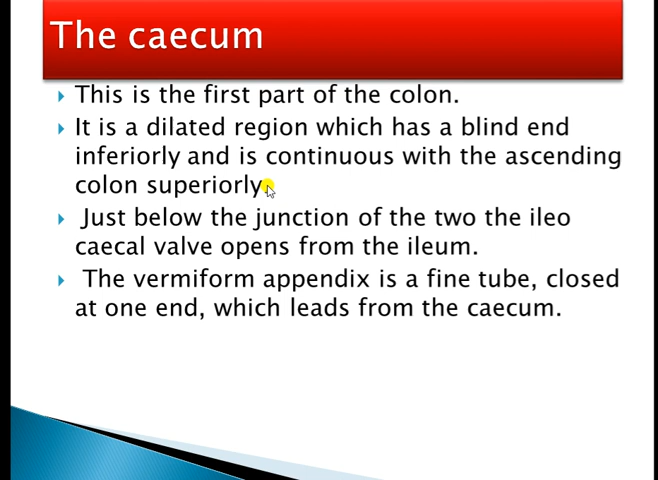 The caecum
This is the first part of the colon.
It is a dilated region which has a blind end
inferiorly and is continuous with the ascending
colon superiorly.
Just below the junction of the two the ileo
caecal valve opens from the ileum.
The vermiform appendix is a fine tube, closed
at one end, which leads from the caecum.